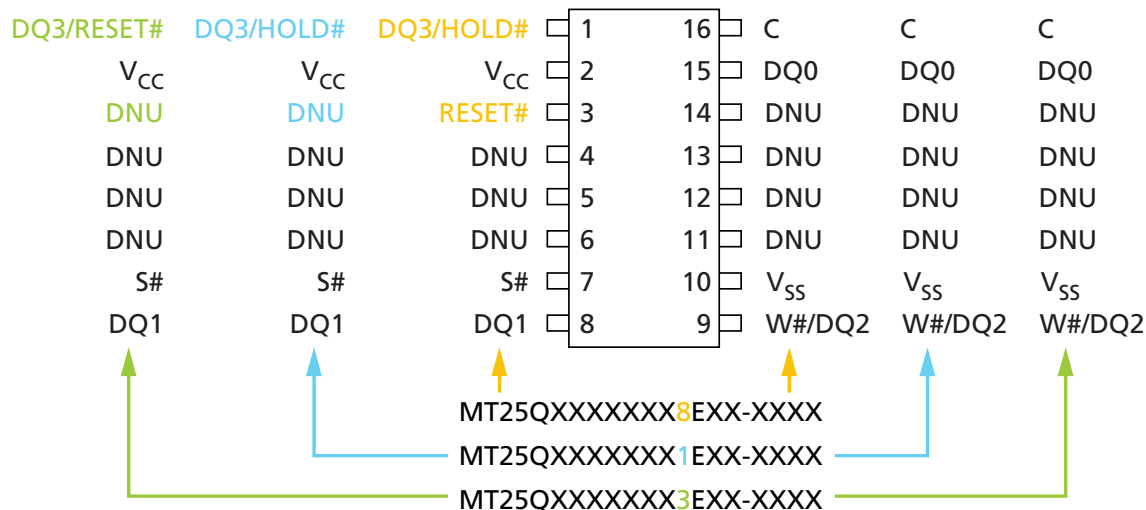 DQ3/RESET# DQ3/HOLD# DQ3/HOLD# 1 16 C C C
VCC VCC VCC 2 15 DQ0 DQ0 DQ0
DNU DNU RESET# 3 14 DNU DNU DNU
DNU DNU DNU 4 13 DNU DNU DNU
DNU DNU DNU 5 12 DNU DNU DNU
DNU DNU DNU 6 11 DNU DNU DNU
S# S# S# 7 10 VSS VSS VSS
DQ1 DQ1 DQ1 8 9 W#/DQ2 W#/DQ2 W#/DQ2
MT25QXXXXXXX8EXX-XXXX
MT25QXXXXXXX1EXX-XXXX
MT25QXXXXXXX3EXX-XXXX